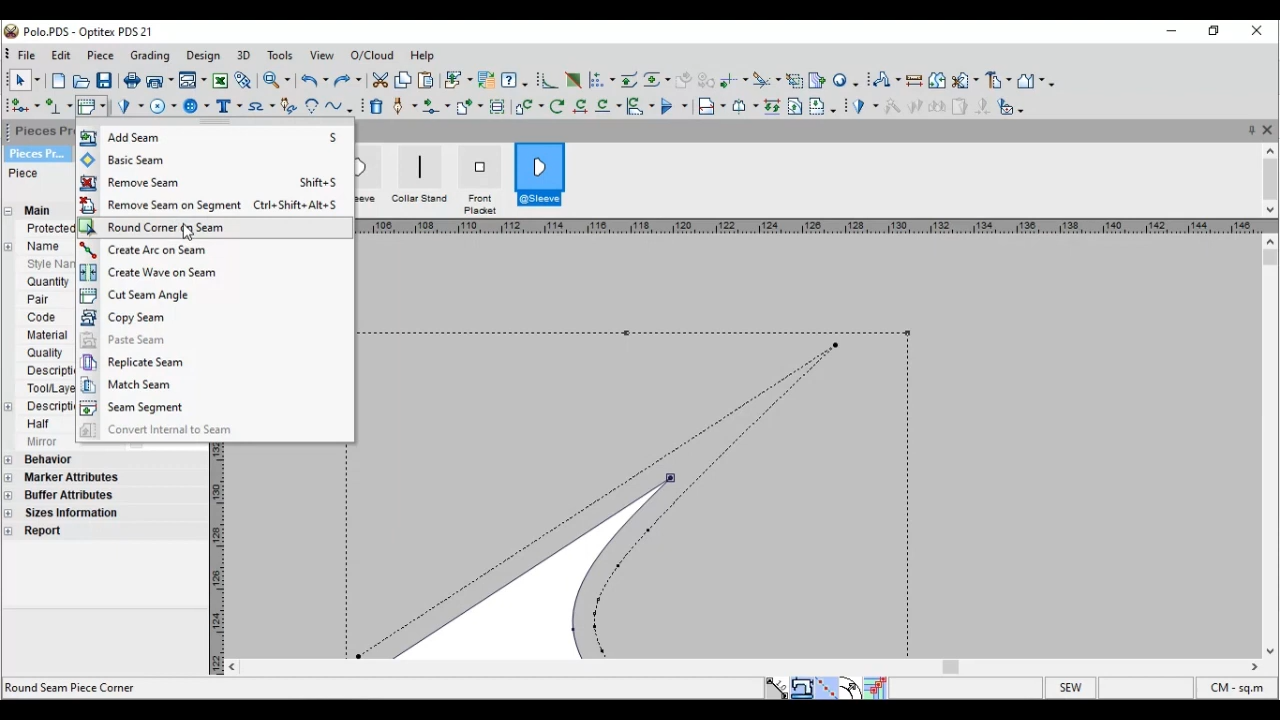 Polo.PDS - Optitex PDS 21
File Edit Piece Grading Design 3D Tools View O/Cloud Help
Pieces Pr
Pieces Pr...
Piece
Main
Protected
Name
Style Nan
Quantity
Pair
Code
Material
Quality
Descripti
Tool/Laye
Descripti
Half
Mirror
Behavior
Marker Attributes
Buffer Attributes
Sizes Information
Report
Add Seam S
Basic Seam
Remove Seam Shift+S
Remove Seam on Segment Ctrl+Shift+Alt+S
Round Corner on Seam
Create Arc on Seam
Create Wave on Seam
Cut Seam Angle
Copy Seam
Paste Seam
Replicate Seam
Match Seam
Seam Segment
Convert Internal to Seam
eeve
Collar Stand
Front
Placket
@Sleeve
106 108 110 112 114 116 118 120 122 124 126 128 130 132 134 136 138 140 142 144 146
132
130
128
126
124
122
Round Seam Piece Corner
SEW
CM - sq.m